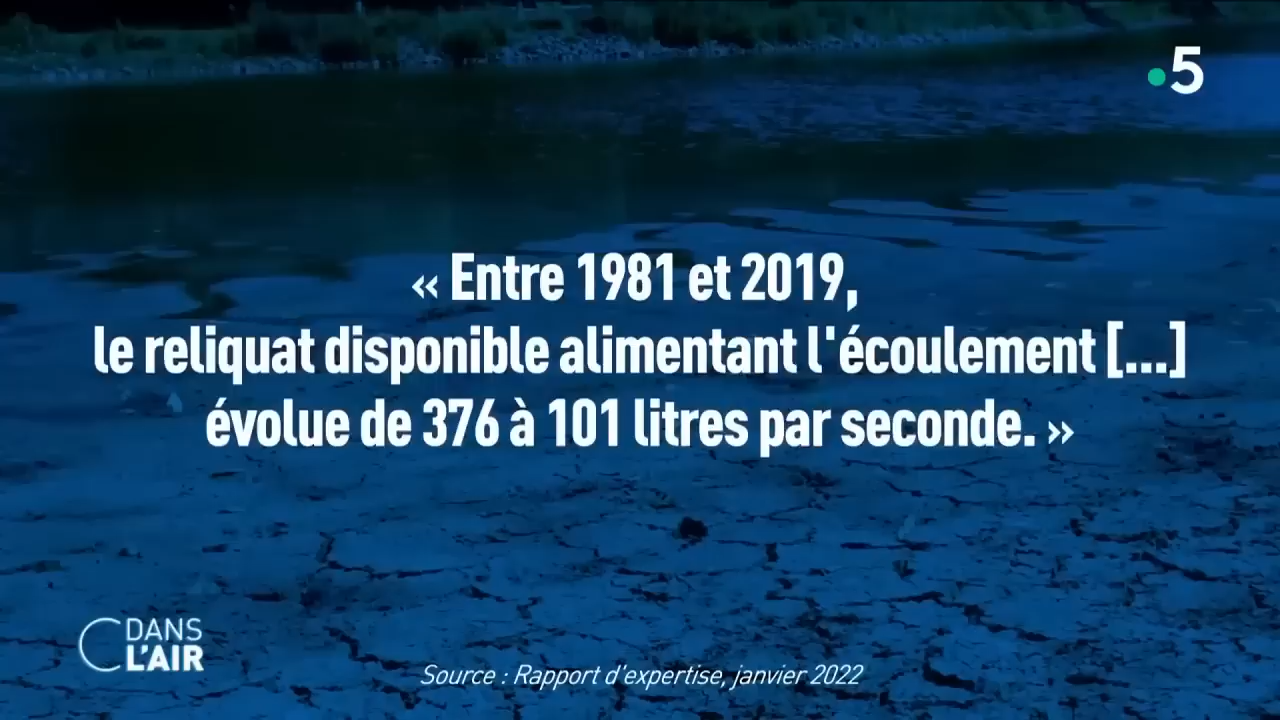 5
« Entre 1981 et 2019,
le reliquat disponible alimentant l'écoulement [...]
évolue de 376 à 101 litres par seconde. »
C DANS
L'AIR
Source : Rapport d'expertise, janvier 2022